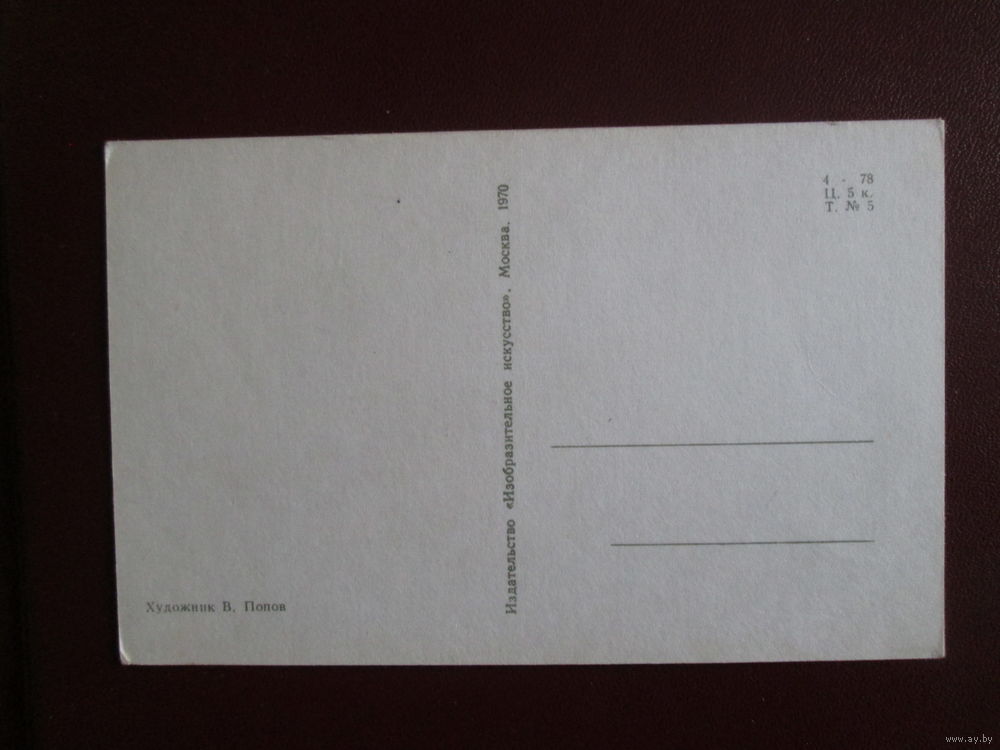 4 - 78
Ц. 5 к.
Т. № 5
Издательство «Изобразительное искусство». Москва. 1970
Художник В. Попов
www.ay.by